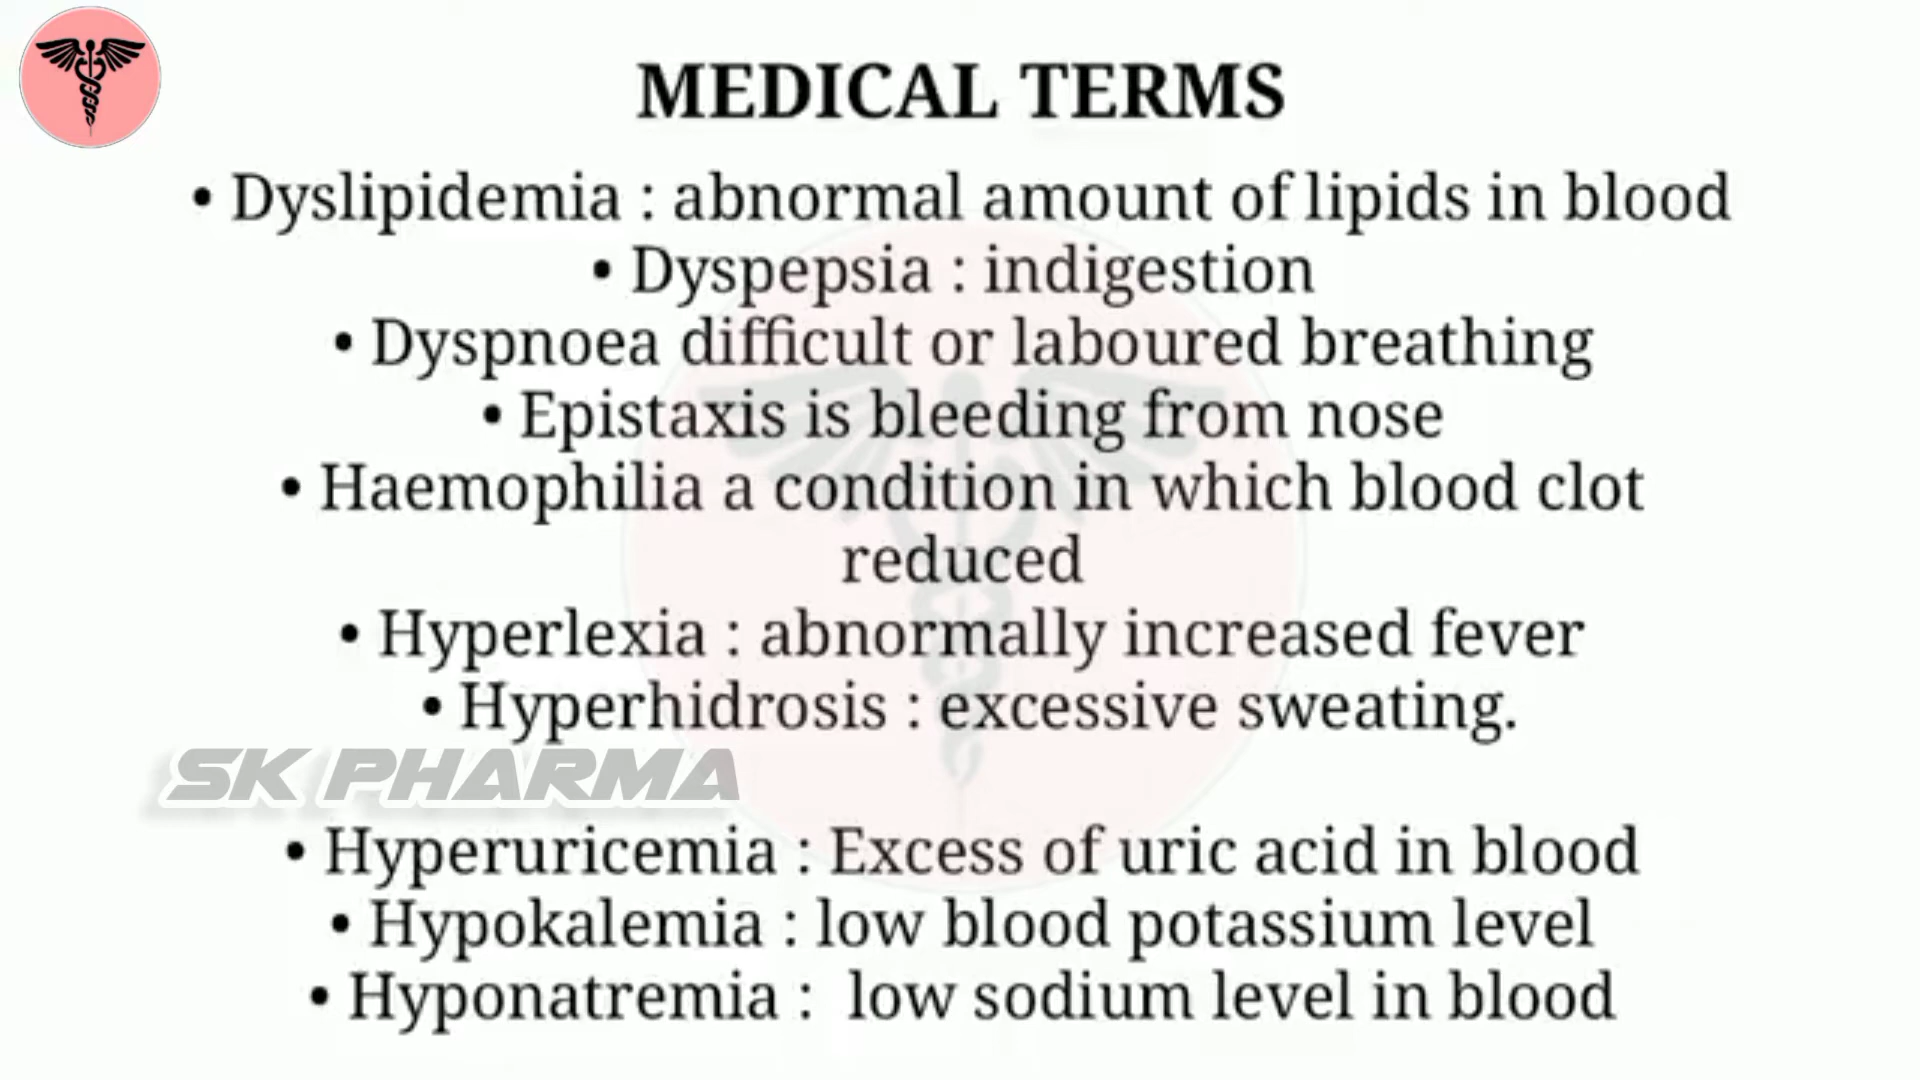 MEDICAL TERMS
• Dyslipidemia : abnormal amount of lipids in blood
• Dyspepsia : indigestion
• Dyspnoea difficult or laboured breathing
• Epistaxis is bleeding from nose
• Haemophilia a condition in which blood clot
reduced
• Hyperlexia : abnormally increased fever
• Hyperhidrosis : excessive sweating.
SK PHARMA
• Hyperuricemia : Excess of uric acid in blood
• Hypokalemia : low blood potassium level
• Hyponatremia :  low sodium level in blood